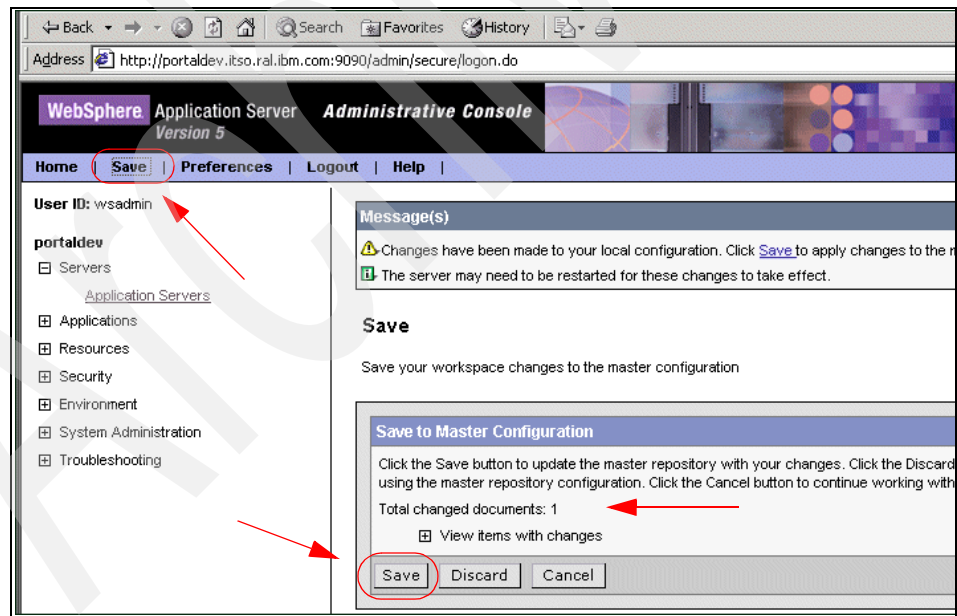 Back Search Favorites History
Address http://portaldev.itso.ral.ibm.com:9090/admin/secure/logon.do
WebSphere. Application Server Administrative Console
Version 5
Home | Save | Preferences | Logout | Help |
User ID: wsadmin
portaldev
Servers
Application Servers
Applications
Resources
Security
Environment
System Administration
Troubleshooting
Message(s)
Changes have been made to your local configuration. Click Save to apply changes to the
The server may need to be restarted for these changes to take effect.
Save
Save your workspace changes to the master configuration
Save to Master Configuration
Click the Save button to update the master repository with your changes. Click the Discard
using the master repository configuration. Click the Cancel button to continue working with
Total changed documents: 1
View items with changes
Save Discard Cancel